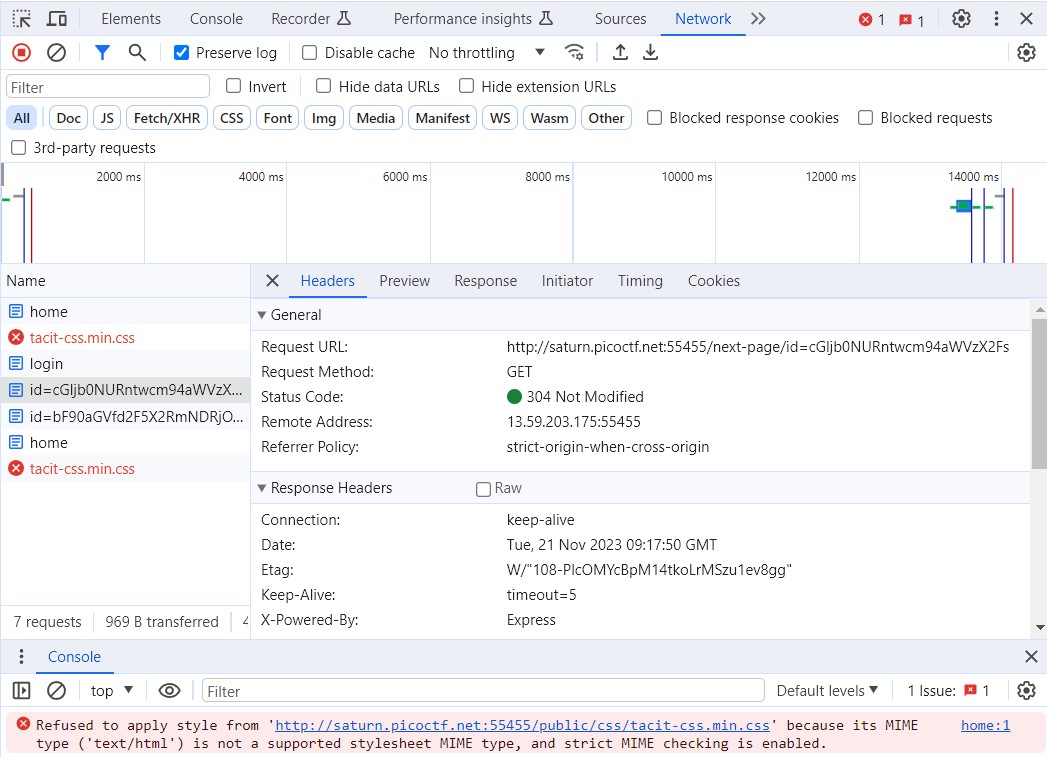 Elements Console Recorder Performance insights Sources Network 1 1
Preserve log Disable cache No throttling
Filter Invert Hide data URLs Hide extension URLs
All Doc JS Fetch/XHR CSS Font Img Media Manifest WS Wasm Other Blocked response cookies Blocked requests
3rd-party requests
2000 ms 4000 ms 6000 ms 8000 ms 10000 ms 12000 ms 14000 ms
Name
home
tacit-css.min.css
login
id=cGljb0NURntwcm94aWVzX...
id=bF90aGVfd2F5X2RmNDRjO...
home
tacit-css.min.css
7 requests 969 B transferred 4
Headers Preview Response Initiator Timing Cookies
General
Request URL: http://saturn.picoctf.net:55455/next-page/id=cGljb0NURntwcm94aWVzX2Fs
Request Method: GET
Status Code: 304 Not Modified
Remote Address: 13.59.203.175:55455
Referrer Policy: strict-origin-when-cross-origin
Response Headers Raw
Connection: keep-alive
Date: Tue, 21 Nov 2023 09:17:50 GMT
Etag: W/"108-PIcOMYcBpM14tkoLrMSzu1ev8gg"
Keep-Alive: timeout=5
X-Powered-By: Express
Console
top Filter Default levels 1 Issue: 1
Refused to apply style from 'http://saturn.picoctf.net:55455/public/css/tacit-css.min.css' because its MIME home:1
type ('text/html') is not a supported stylesheet MIME type, and strict MIME checking is enabled.